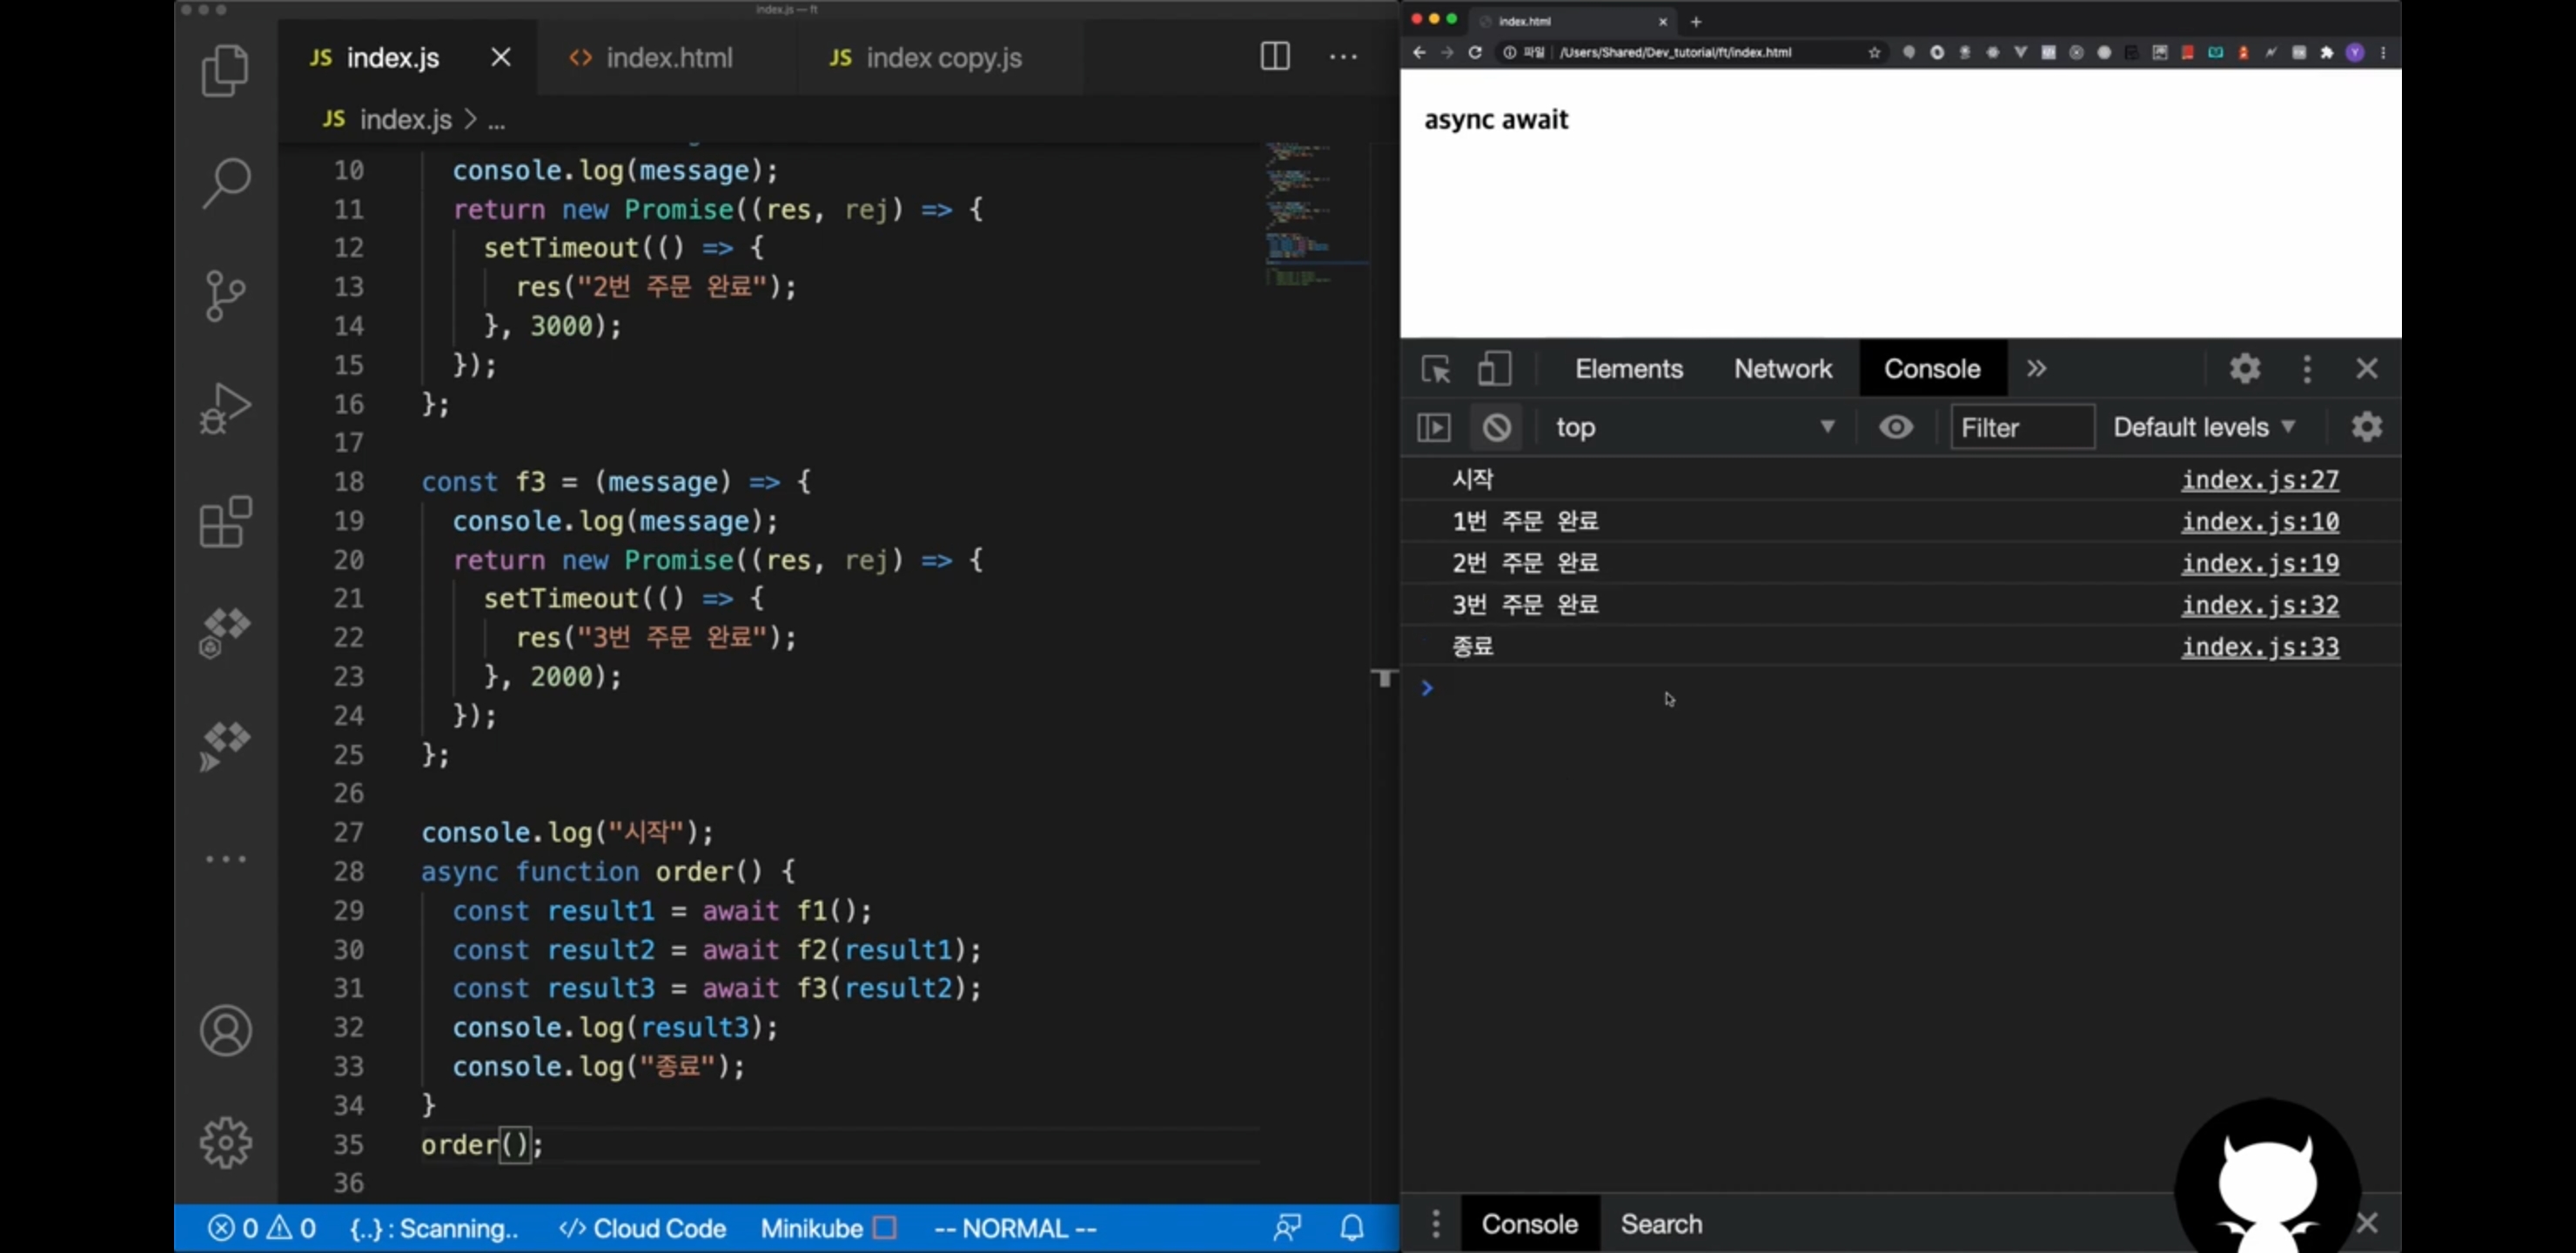 index.js — ft
JS index.js
index.html
JS index copy.js
JS index.js > ...
10 console.log(message);
11 return new Promise((res, rej) => {
12 setTimeout(() => {
13 res("2번 주문 완료");
14 }, 3000);
15 });
16 };
17
18 const f3 = (message) => {
19 console.log(message);
20 return new Promise((res, rej) => {
21 setTimeout(() => {
22 res("3번 주문 완료");
23 }, 2000);
24 });
25 };
26
27 console.log("시작");
28 async function order() {
29 const result1 = await f1();
30 const result2 = await f2(result1);
31 const result3 = await f3(result2);
32 console.log(result3);
33 console.log("종료");
34 }
35 order();
36
0 0 {..} : Scanning.. </> Cloud Code Minikube -- NORMAL --
index.html
파일 /Users/Shared/Dev_tutorial/ft/index.html
async await
Elements Network Console
top Filter Default levels
시작 index.js:27
1번 주문 완료 index.js:10
2번 주문 완료 index.js:19
3번 주문 완료 index.js:32
종료 index.js:33
Console Search